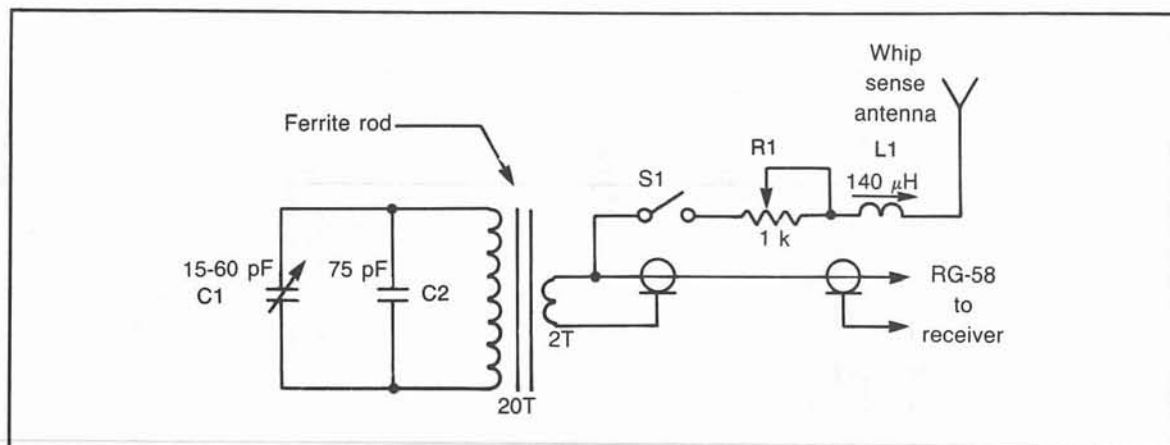 Whip
sense
antenna
Ferrite rod
R1
L1
S1
140 μH
1 k
15-60 pF
C1
75 pF
C2
RG-58
to
receiver
2T
20T